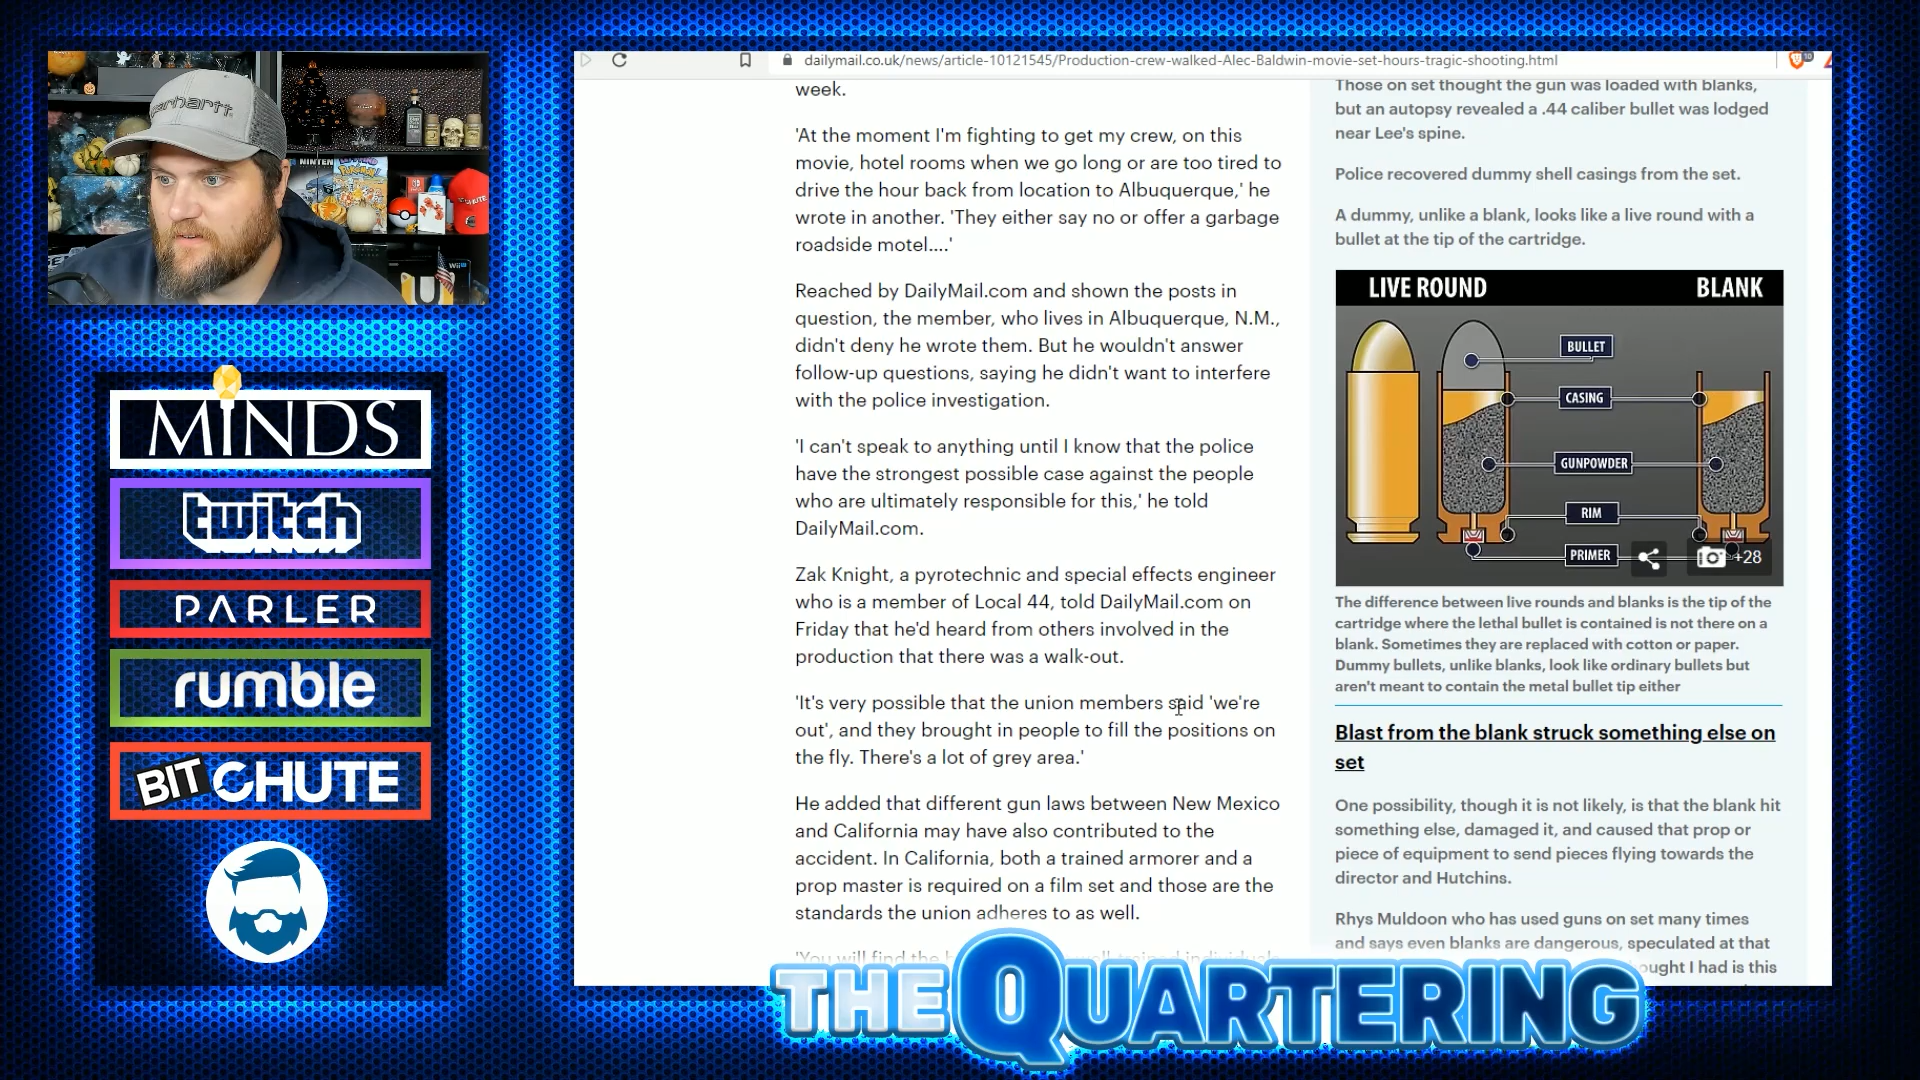 carhartt
NINTEN
WiiU
CHUTE
MINDS
twitch
PARLER
rumble
BIT CHUTE
dailymail.co.uk/news/article-10121545/Production-crew-walked-Alec-Baldwin-movie-set-hours-tragic-shooting.html
week.
'At the moment I'm fighting to get my crew, on this
movie, hotel rooms when we go long or are too tired to
drive the hour back from location to Albuquerque,' he
wrote in another. 'They either say no or offer a garbage
roadside motel....'
Reached by DailyMail.com and shown the posts in
question, the member, who lives in Albuquerque, N.M.,
didn't deny he wrote them. But he wouldn't answer
follow-up questions, saying he didn't want to interfere
with the police investigation.
'I can't speak to anything until I know that the police
have the strongest possible case against the people
who are ultimately responsible for this,' he told
DailyMail.com.
Zak Knight, a pyrotechnic and special effects engineer
who is a member of Local 44, told DailyMail.com on
Friday that he'd heard from others involved in the
production that there was a walk-out.
'It's very possible that the union members said 'we're
out', and they brought in people to fill the positions on
the fly. There's a lot of grey area.'
He added that different gun laws between New Mexico
and California may have also contributed to the
accident. In California, both a trained armorer and a
prop master is required on a film set and those are the
standards the union adheres to as well.
'You will find the
Those on set thought the gun was loaded with blanks,
but an autopsy revealed a .44 caliber bullet was lodged
near Lee's spine.
Police recovered dummy shell casings from the set.
A dummy, unlike a blank, looks like a live round with a
bullet at the tip of the cartridge.
LIVE ROUND
BLANK
BULLET
CASING
GUNPOWDER
RIM
PRIMER
+28
The difference between live rounds and blanks is the tip of the
cartridge where the lethal bullet is contained is not there on a
blank. Sometimes they are replaced with cotton or paper.
Dummy bullets, unlike blanks, look like ordinary bullets but
aren't meant to contain the metal bullet tip either
Blast from the blank struck something else on
set
One possibility, though it is not likely, is that the blank hit
something else, damaged it, and caused that prop or
piece of equipment to send pieces flying towards the
director and Hutchins.
Rhys Muldoon who has used guns on set many times
and says even blanks are dangerous, speculated at that
ought I had is this
THE QUARTERING